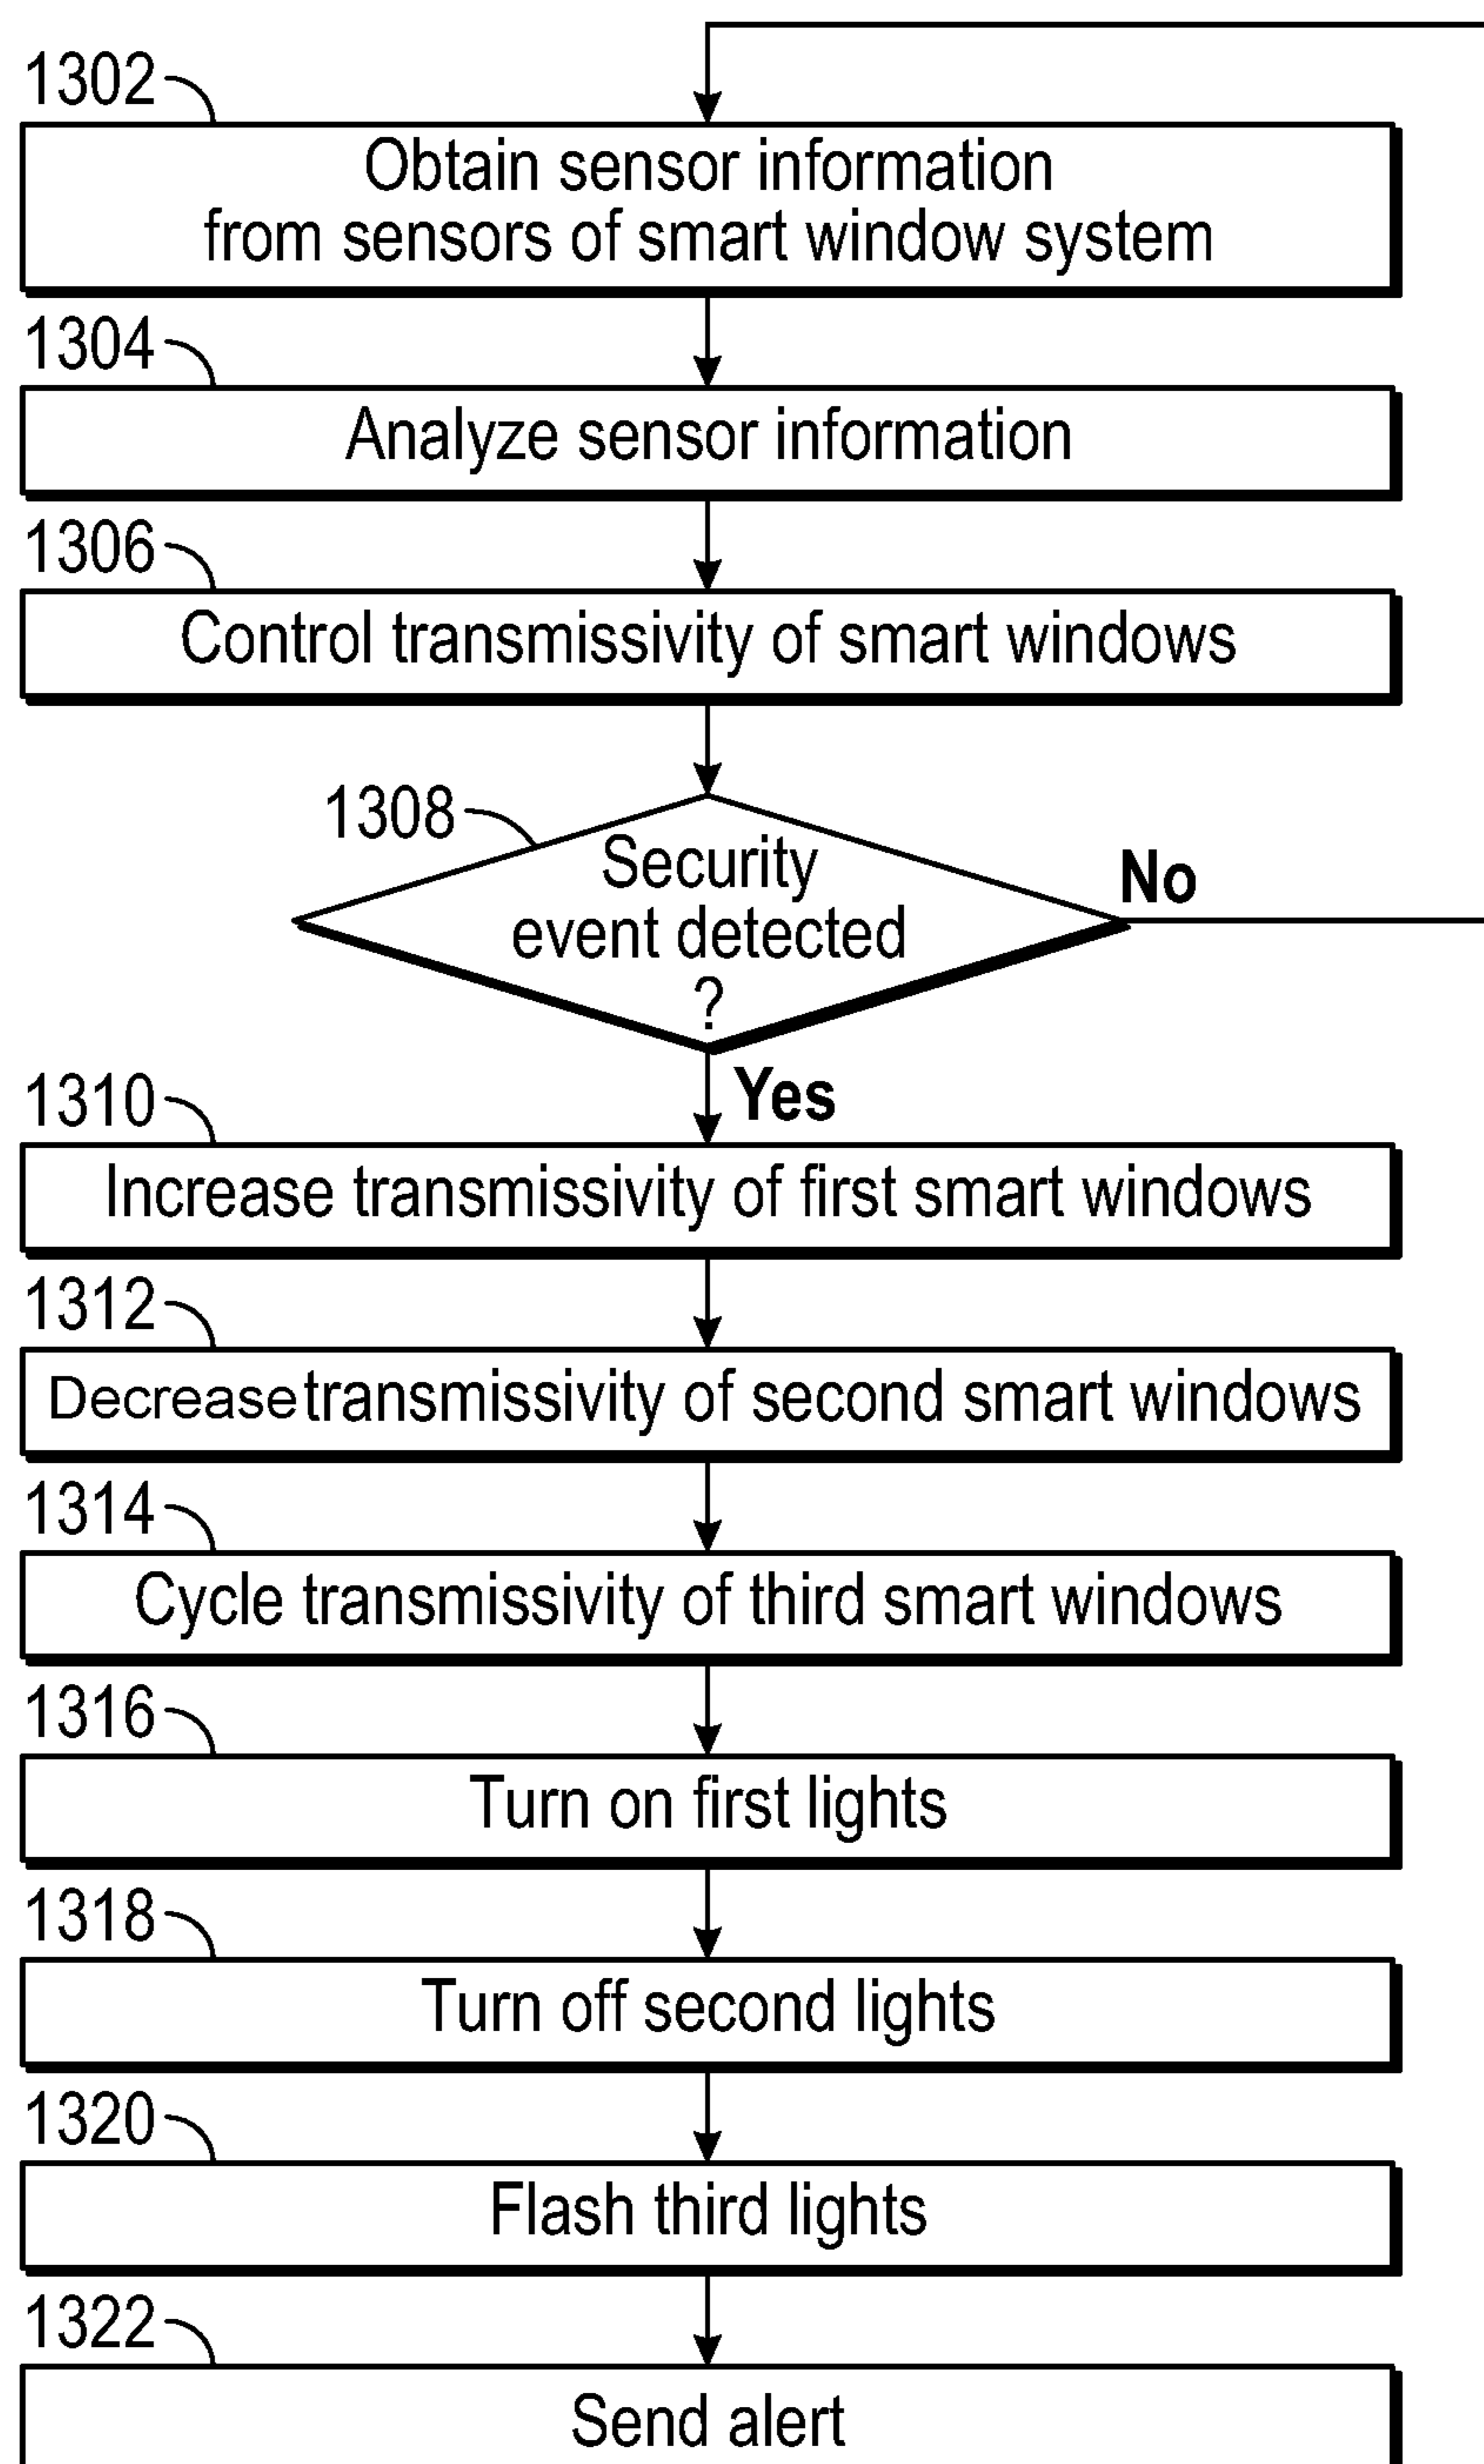 1302
Obtain sensor information
from sensors of smart window system
1304
Analyze sensor information
1306
Control transmissivity of smart windows
1308
Security
event detected
?
No
Yes
1310
Increase transmissivity of first smart windows
1312
Decrease transmissivity of second smart windows
1314
Cycle transmissivity of third smart windows
1316
Turn on first lights
1318
Turn off second lights
1320
Flash third lights
1322
Send alert